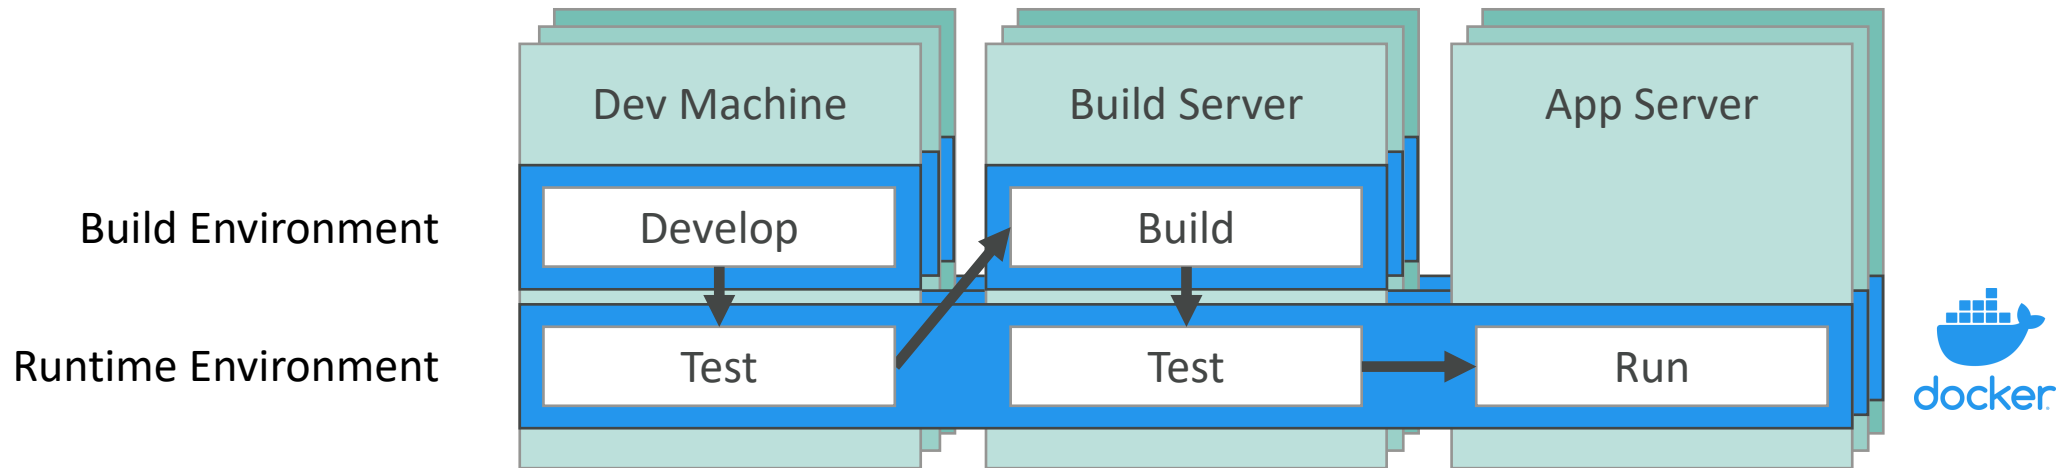 Dev Machine
Build Server
App Server
Build Environment
Develop
Build
Runtime Environment
Test
Test
Run
docker